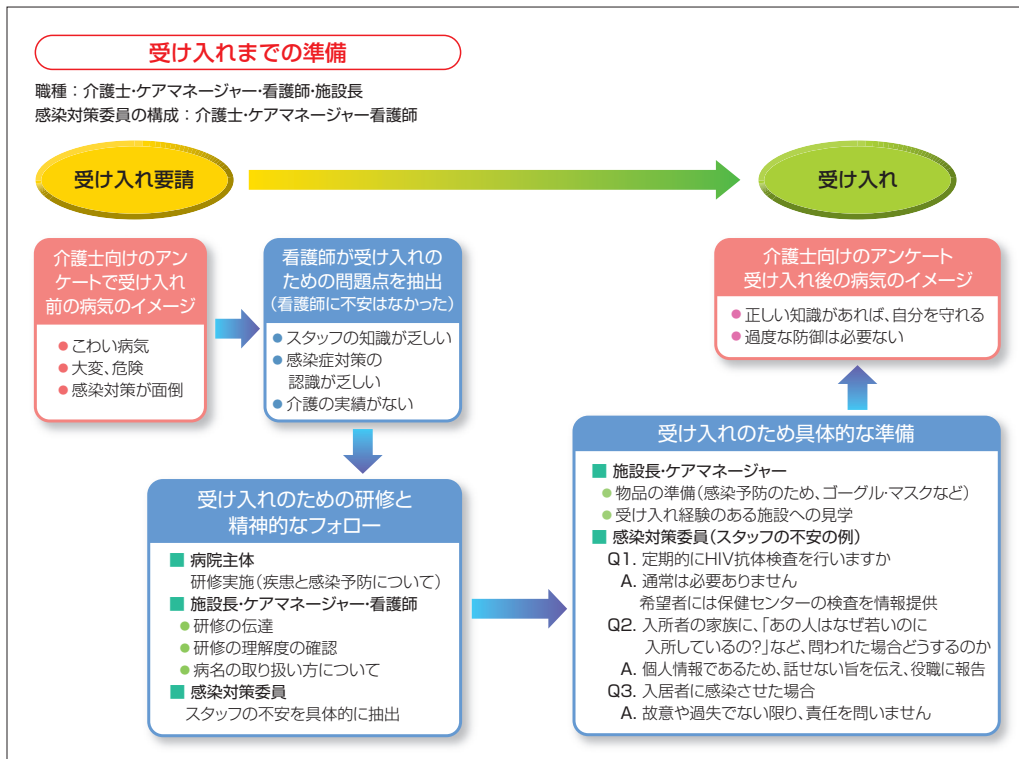 受け入れまでの準備
職種：介護士・ケアマネージャー・看護師・施設長
感染対策委員の構成：介護士・ケアマネージャー看護師
受け入れ要請
受け入れ
介護士向けのアン
ケートで受け入れ
前の病気のイメージ
● こわい病気
● 大変、危険
● 感染対策が面倒
看護師が受け入れの
ための問題点を抽出
（看護師に不安はなかった）
● スタッフの知識が乏しい
● 感染症対策の
認識が乏しい
● 介護の実績がない
受け入れのための研修と
精神的なフォロー
■ 病院主体
研修実施（疾患と感染予防について）
■ 施設長・ケアマネージャー・看護師
● 研修の伝達
● 研修の理解度の確認
● 病名の取り扱い方について
■ 感染対策委員
スタッフの不安を具体的に抽出
受け入れのため具体的な準備
■ 施設長・ケアマネージャー
● 物品の準備（感染予防のため、ゴーグル・マスクなど）
● 受け入れ経験のある施設への見学
■ 感染対策委員（スタッフの不安の例）
Q1. 定期的にHIV抗体検査を行いますか
A. 通常は必要ありません
希望者には保健センターの検査を情報提供
Q2. 入所者の家族に、「あの人はなぜ若いのに
入所しているの？」など、問われた場合どうするのか
A. 個人情報であるため、話せない旨を伝え、役職に報告
Q3. 入居者に感染させた場合
A. 故意や過失でない限り、責任を問いません
介護士向けのアンケート
受け入れ後の病気のイメージ
● 正しい知識があれば、自分を守れる
● 過度な防御は必要ない